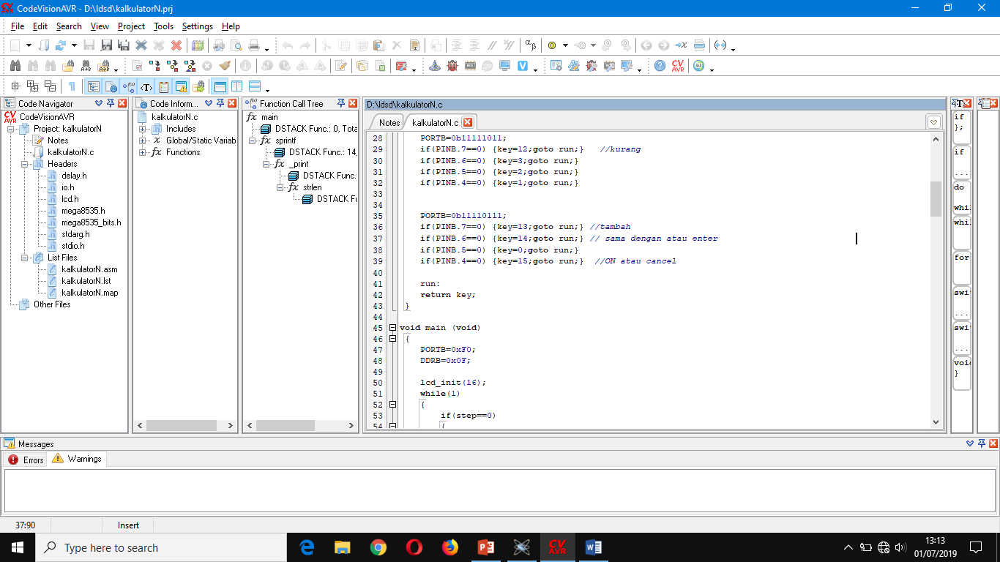 CodeVisionAVR - D:\ldsd\kalkulatorN.prj
File Edit Search View Project Tools Settings Help
Code Navigator
CodeVisionAVR
Project: kalkulatorN
Notes
kalkulatorN.c
Headers
delay.h
io.h
lcd.h
mega8535.h
mega8535_bits.h
stdarg.h
stdio.h
List Files
kalkulatorN.asm
kalkulatorN.lst
kalkulatorN.map
Other Files
Code Inform...
kalkulatorN.c
Includes
Global/Static Variab
Functions
Function Call Tree
main
DSTACK Func.: 0, Tota
sprintf
DSTACK Func.: 14,
_print
DSTACK Func.
strlen
DSTACK Fu
D:\ldsd\kalkulatorN.c
Notes kalkulatorN.c
28 PORTB=0b11111011;
29 if(PINB.7==0) {key=12;goto run;} //kurang
30 if(PINB.6==0) {key=3;goto run;}
31 if(PINB.5==0) {key=2;goto run;}
32 if(PINB.4==0) {key=1;goto run;}
33
34
35 PORTB=0b11110111;
36 if(PINB.7==0) {key=13;goto run;} //tambah
37 if(PINB.6==0) {key=14;goto run;} // sama dengan atau enter
38 if(PINB.5==0) {key=0;goto run;}
39 if(PINB.4==0) {key=15;goto run;} //ON atau cancel
40
41 run:
42 return key;
43 }
44
45 void main (void)
46 {
47 PORTB=0xF0;
48 DDRB=0x0F;
49
50 lcd_init(16);
51 while(1)
52 {
53 if(step==0)
54 {
if
};
if
...
do
whil
whil
for
swit
...
swit
...
void
}
Messages
Errors Warnings
37:90 Insert
Type here to search
13:13
01/07/2019